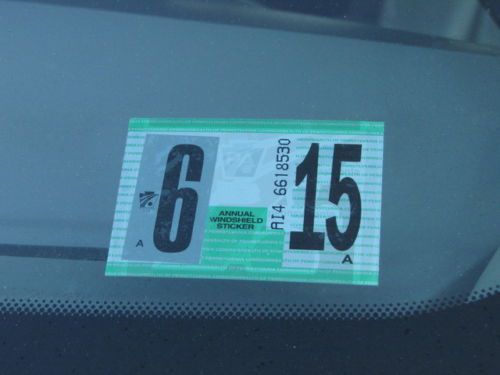 6
A
ANNUAL
WINDSHIELD
STICKER
AI4 6618530
15
A